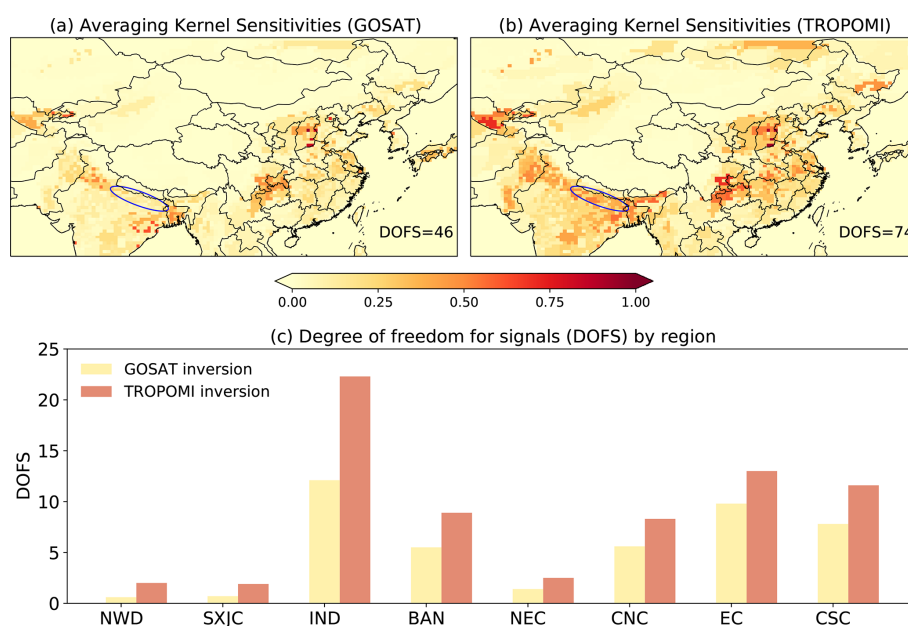 (a) Averaging Kernel Sensitivities (GOSAT)
(b) Averaging Kernel Sensitivities (TROPOMI)
DOFS=46
DOFS=74
0.00 0.25 0.50 0.75 1.00
(c) Degree of freedom for signals (DOFS) by region
25
GOSAT inversion
TROPOMI inversion
20
15
DOFS
10
5
0
NWD SXJC IND BAN NEC CNC EC CSC